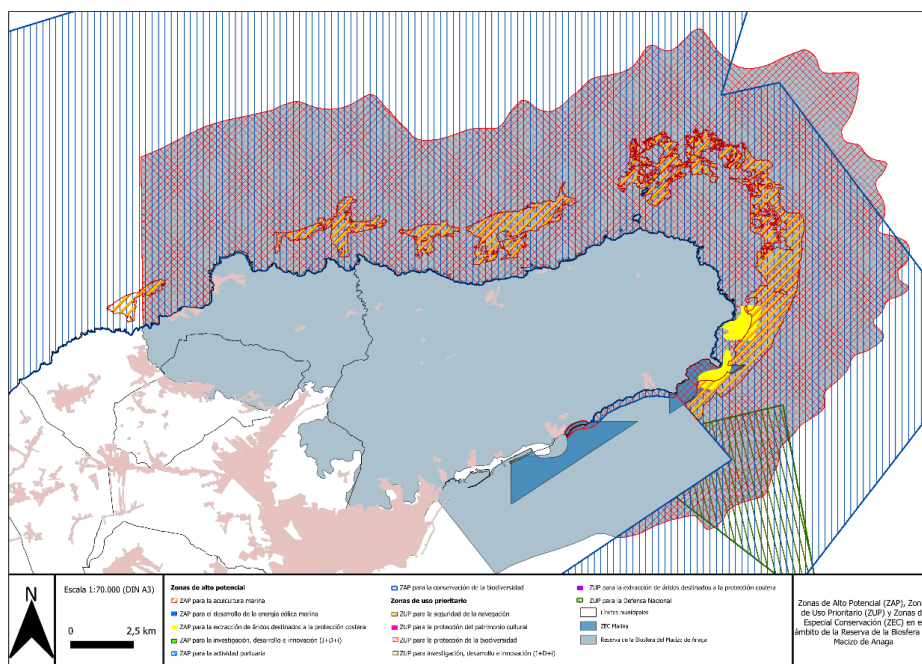 N
Escala 1:70.000 (DIN A3)
0 2,5 km
Zonas de alto potencial
ZAP para la acuicultura marina
ZAP para el desarrollo de la energía eólica marina
ZAP para la extracción de áridos destinados a la protección costera
ZAP para la investigación, desarrollo e innovación (I+D+i)
ZAP para la actividad portuaria
ZAP para la conservación de la biodiversidad
Zonas de uso prioritario
ZUP para la seguridad de la navegación
ZUP para la protección del patrimonio cultural
ZUP para la protección de la biodiversidad
ZUP para investigación, desarrollo e innovación (I+D+i)
ZUP para la extracción de áridos destinados a la protección costera
ZUP para la Defensa Nacional
Límites municipales
ZEC Marina
Reserva de la Biosfera del Macizo de Anaga
Zonas de Alto Potencial (ZAP), Zon
de Uso Prioritario (ZUP) y Zonas d
Especial Conservación (ZEC) en e
ámbito de la Reserva de la Biosfera
Macizo de Anaga